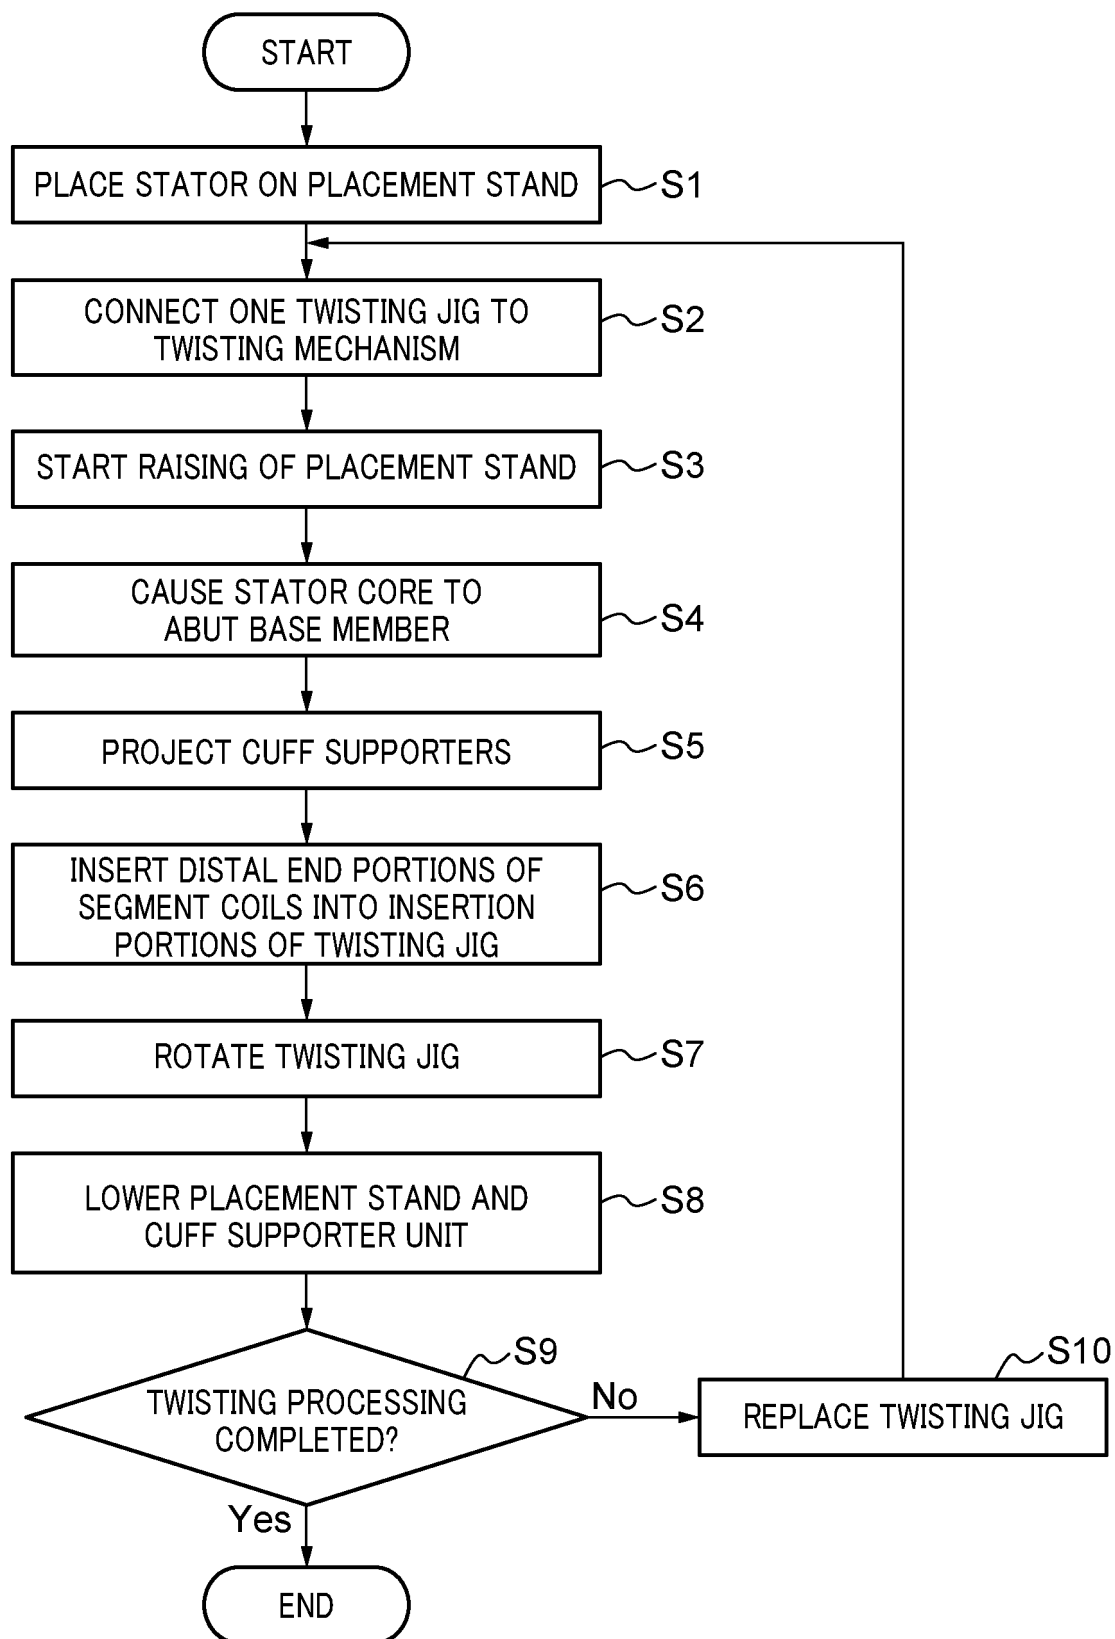 START
PLACE STATOR ON PLACEMENT STAND
S1
CONNECT ONE TWISTING JIG TO
TWISTING MECHANISM
S2
START RAISING OF PLACEMENT STAND
S3
CAUSE STATOR CORE TO
ABUT BASE MEMBER
S4
PROJECT CUFF SUPPORTERS
S5
INSERT DISTAL END PORTIONS OF
SEGMENT COILS INTO INSERTION
PORTIONS OF TWISTING JIG
S6
ROTATE TWISTING JIG
S7
LOWER PLACEMENT STAND AND
CUFF SUPPORTER UNIT
S8
S9
TWISTING PROCESSING
COMPLETED?
No
S10
REPLACE TWISTING JIG
Yes
END